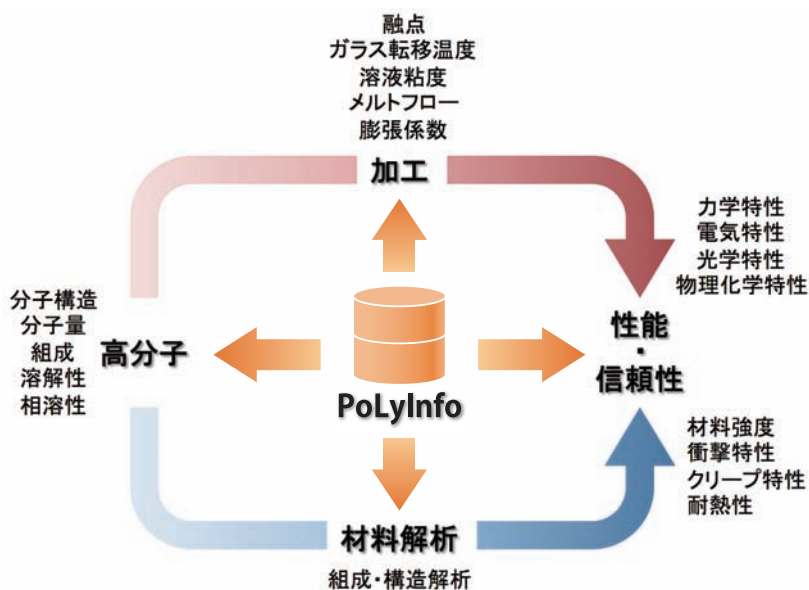 融点
ガラス転移温度
溶液粘度
メルトフロー
膨張係数
加工
力学特性
電気特性
光学特性
物理化学特性
分子構造
分子量
組成
溶解性
相溶性
高分子
PoLyInfo
性能
・
信頼性
材料強度
衝撃特性
クリープ特性
耐熱性
材料解析
組成・構造解析